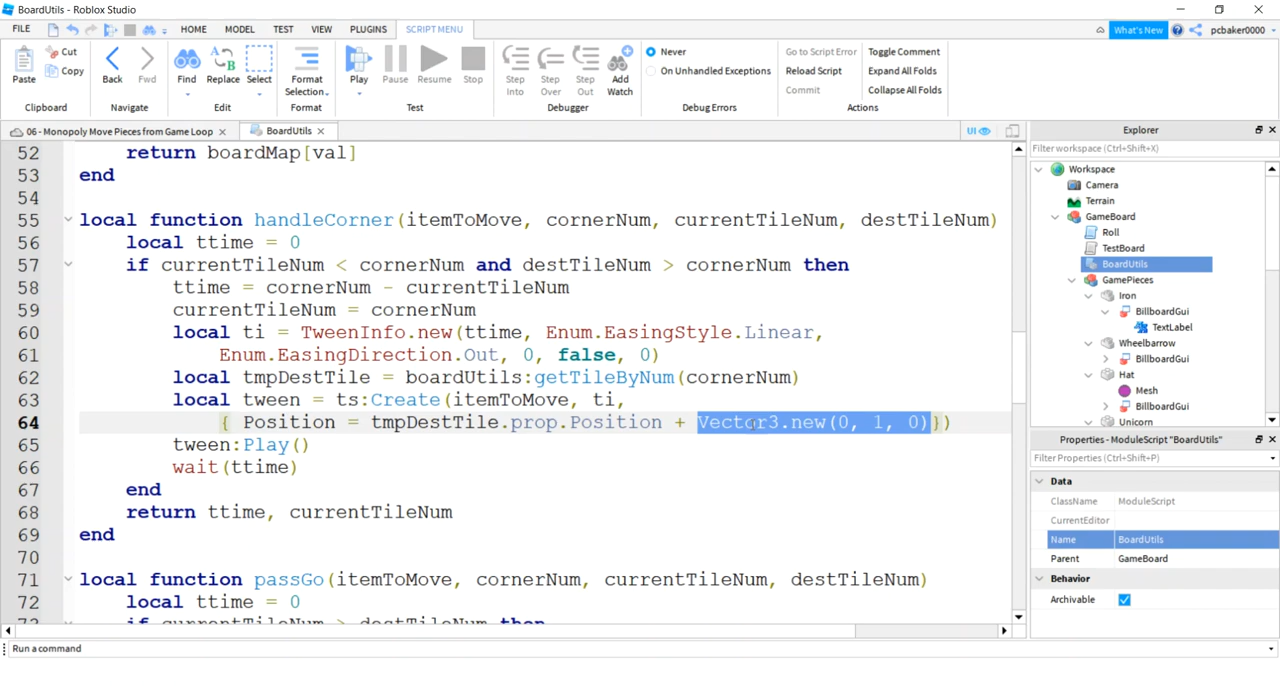 BoardUtils - Roblox Studio
FILE HOME MODEL TEST VIEW PLUGINS SCRIPT MENU What's New pcbaker0000
Paste Cut Copy Back Fwd Find Replace Select Format Selection Play Pause Resume Stop Step Into Step Over Step Out Add Watch Never On Unhandled Exceptions Go to Script Error Reload Script Commit Toggle Comment Expand All Folds Collapse All Folds
Clipboard Navigate Edit Format Test Debugger Debug Errors Actions
06 - Monopoly Move Pieces from Game Loop BoardUtils UI
52 return boardMap[val]
53 end
54
55 local function handleCorner(itemToMove, cornerNum, currentTileNum, destTileNum)
56 local ttime = 0
57 if currentTileNum < cornerNum and destTileNum > cornerNum then
58 ttime = cornerNum - currentTileNum
59 currentTileNum = cornerNum
60 local ti = TweenInfo.new(ttime, Enum.EasingStyle.Linear,
61 Enum.EasingDirection.Out, 0, false, 0)
62 local tmpDestTile = boardUtils:getTileByNum(cornerNum)
63 local tween = ts:Create(itemToMove, ti,
64 { Position = tmpDestTile.prop.Position + Vector3.new(0, 1, 0)})
65 tween:Play()
66 wait(ttime)
67 end
68 return ttime, currentTileNum
69 end
70
71 local function passGo(itemToMove, cornerNum, currentTileNum, destTileNum)
72 local ttime = 0
Explorer
Filter workspace (Ctrl+Shift+X)
Workspace
Camera
Terrain
GameBoard
Roll
TestBoard
BoardUtils
GamePieces
Iron
BillboardGui
TextLabel
Wheelbarrow
BillboardGui
Hat
Mesh
BillboardGui
Unicorn
Properties - ModuleScript "BoardUtils"
Filter Properties (Ctrl+Shift+P)
Data
ClassName ModuleScript
CurrentEditor
Name BoardUtils
Parent GameBoard
Behavior
Archivable
Run a command